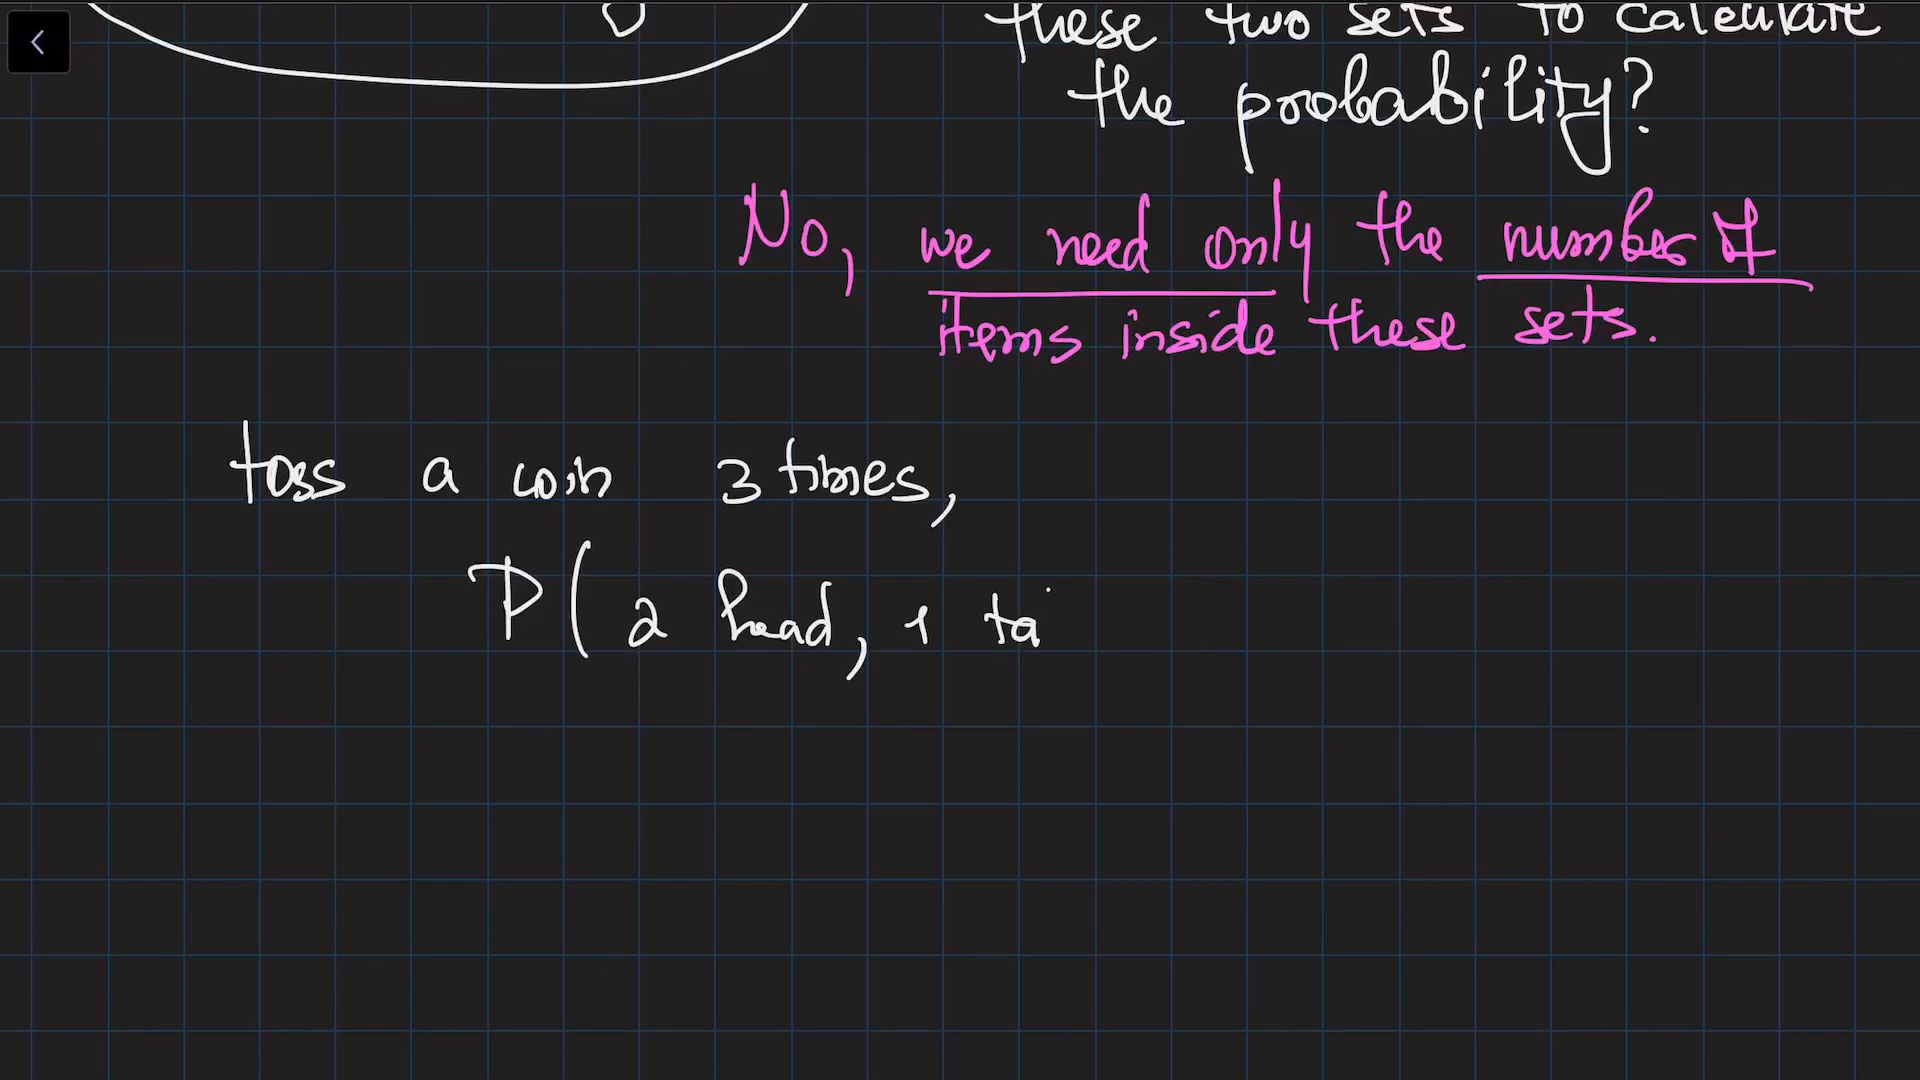 these two sets to calculate
the probability?
No, we need only the number of
items inside these sets.
toss a coin 3 times,
P( 2 head, 1 tai